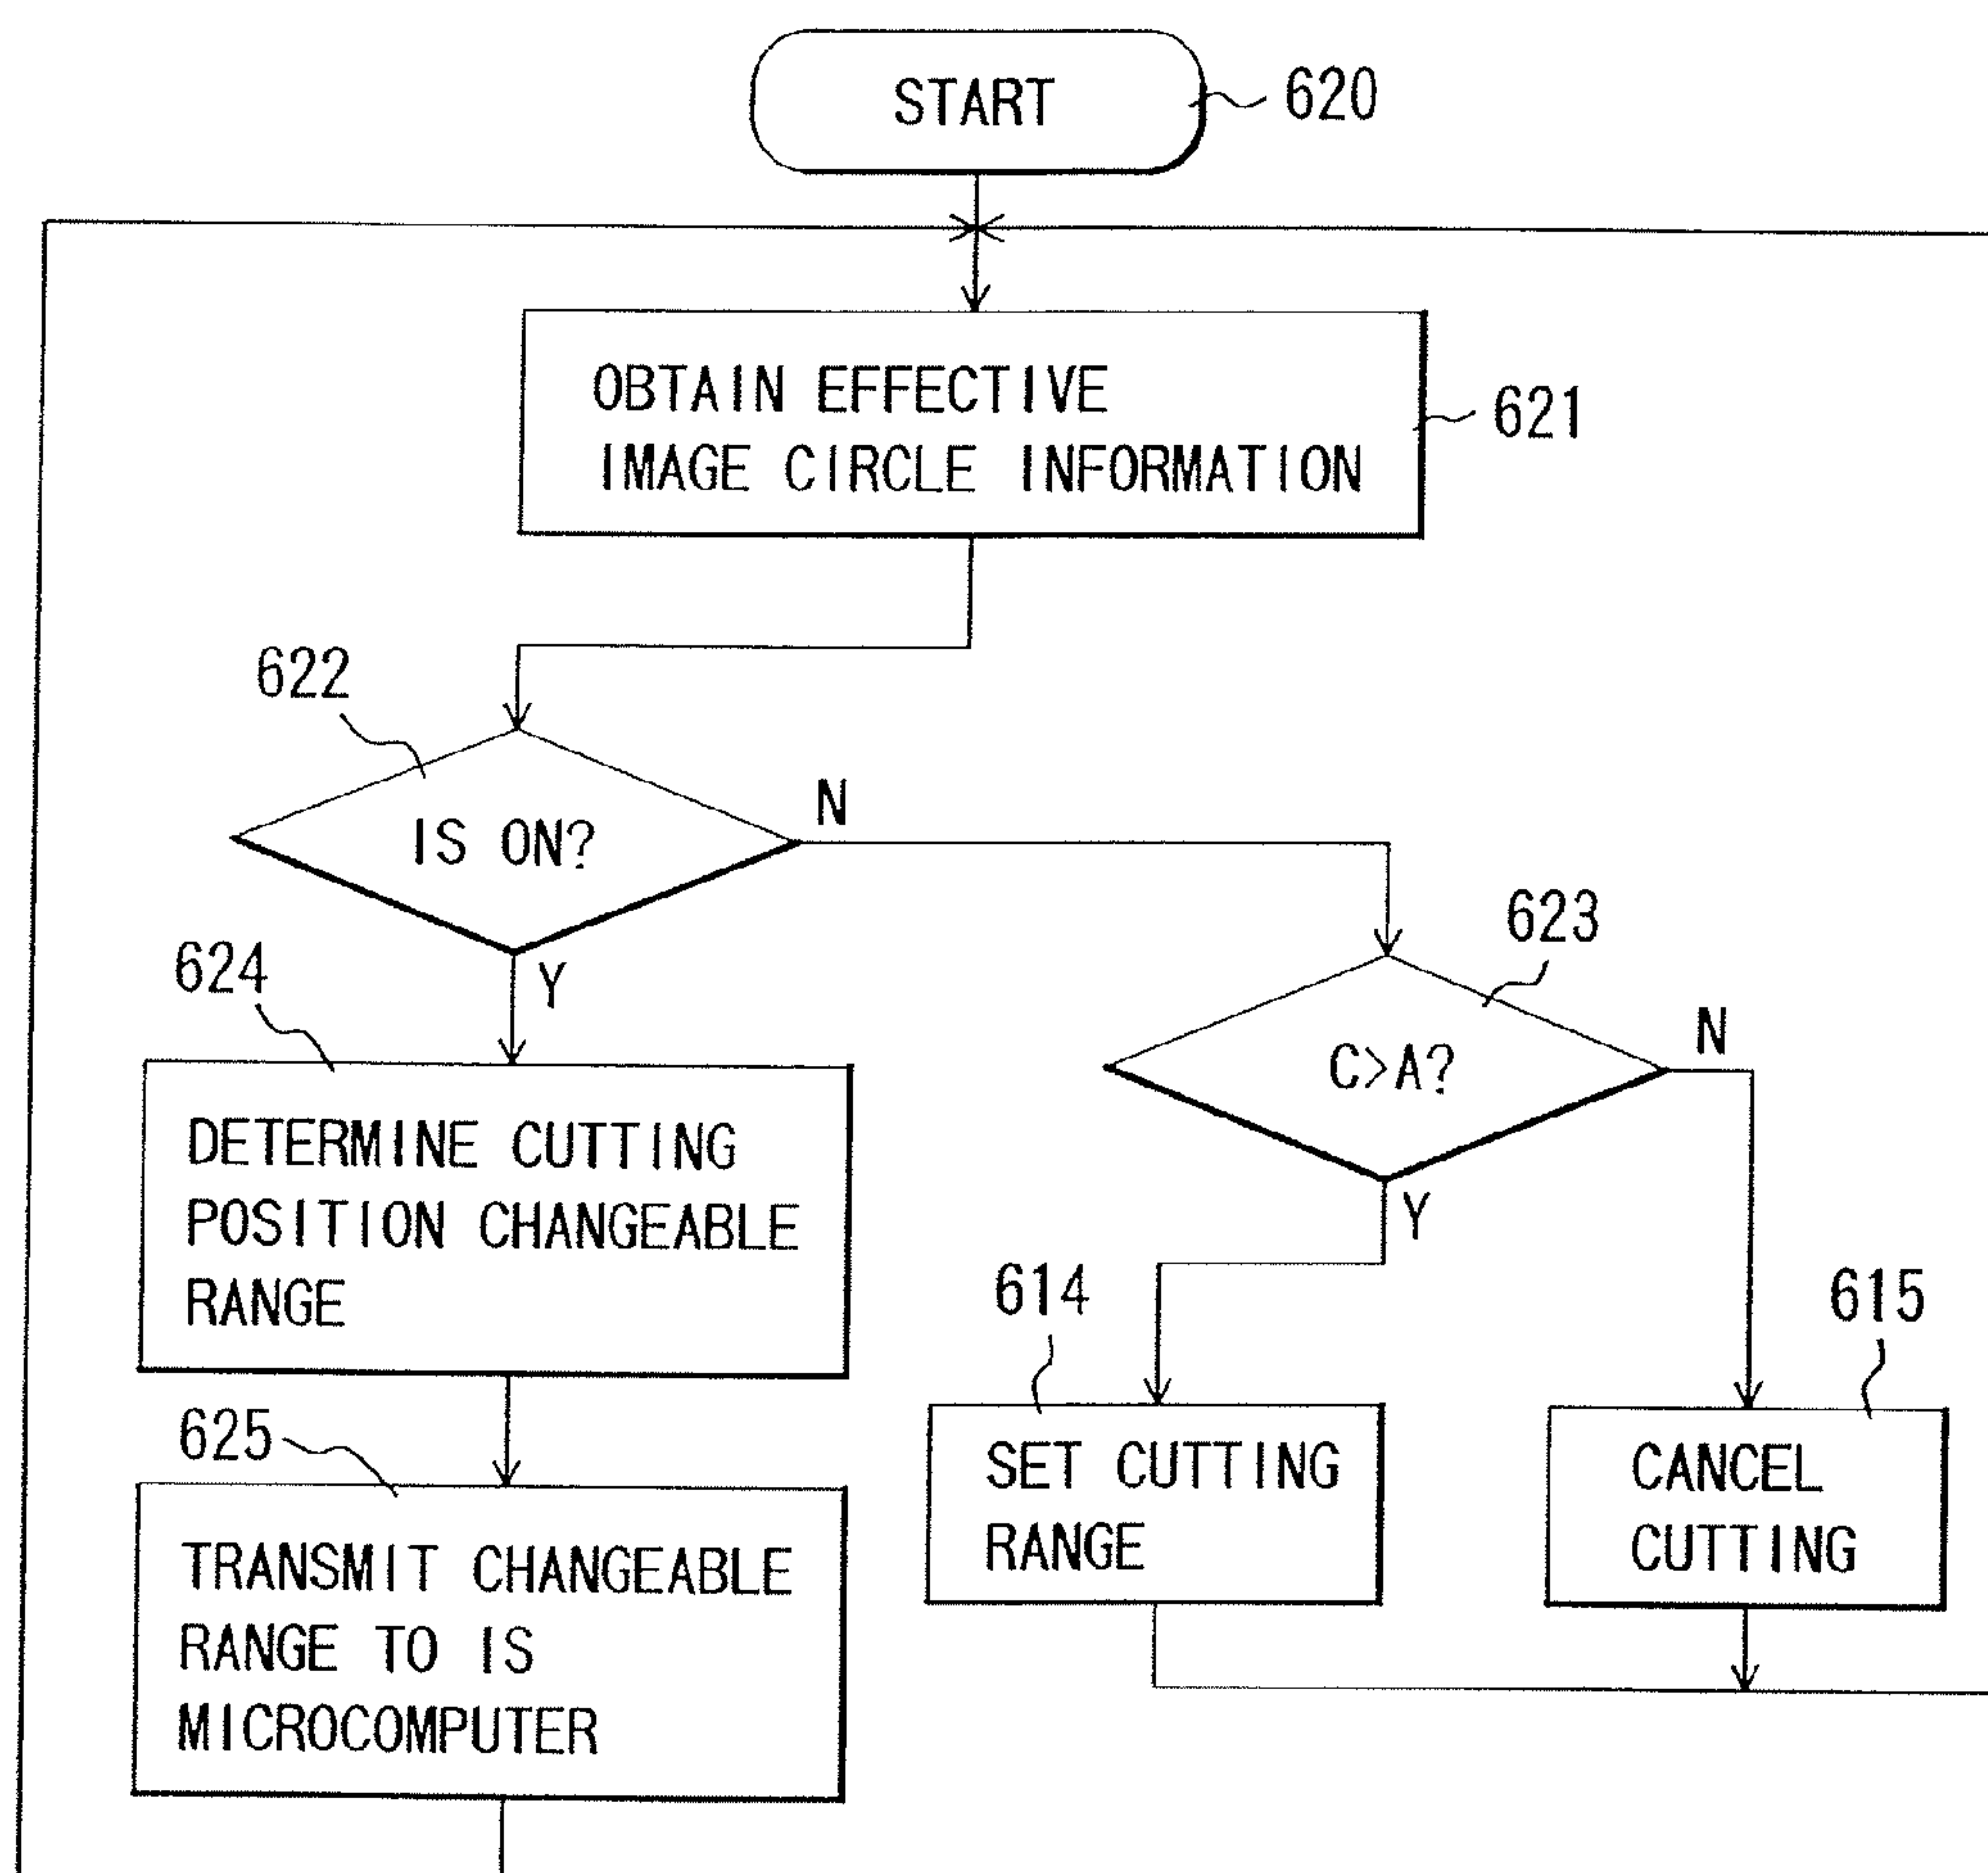 START
620
OBTAIN EFFECTIVE
IMAGE CIRCLE INFORMATION
621
622
IS ON?
N
Y
623
C>A?
N
Y
624
DETERMINE CUTTING
POSITION CHANGEABLE
RANGE
614
SET CUTTING
RANGE
615
CANCEL
CUTTING
625
TRANSMIT CHANGEABLE
RANGE TO IS
MICROCOMPUTER